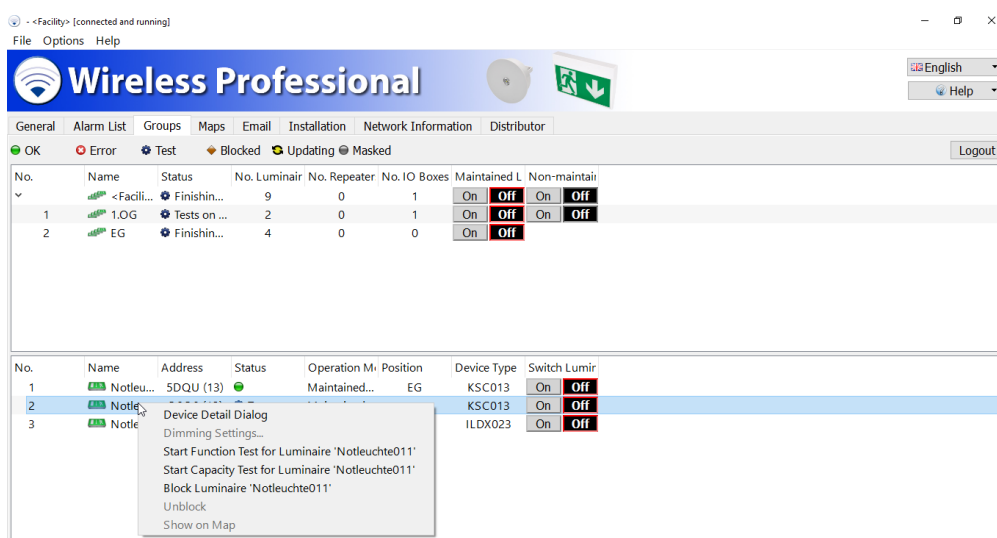 - <Facility> [connected and running]
File Options Help
Wireless Professional
English
Help
General Alarm List Groups Maps Email Installation Network Information Distributor
OK Error Test Blocked Updating Masked Logout
No. Name Status No. Luminair No. Repeater No. IO Boxes Maintained L Non-maintaii
<Facili... Finishin... 9 0 1 On Off On Off
1 1.OG Tests on ... 2 0 1 On Off On Off
2 EG Finishin... 4 0 0 On Off
No. Name Address Status Operation M Position Device Type Switch Lumir
1 Notleu... 5DQU (13) Maintained... EG KSC013 On Off
2 Notle KSC013 On Off
3 Notle ILDX023 On Off
Device Detail Dialog
Dimming Settings...
Start Function Test for Luminaire 'Notleuchte011'
Start Capacity Test for Luminaire 'Notleuchte011'
Block Luminaire 'Notleuchte011'
Unblock
Show on Map